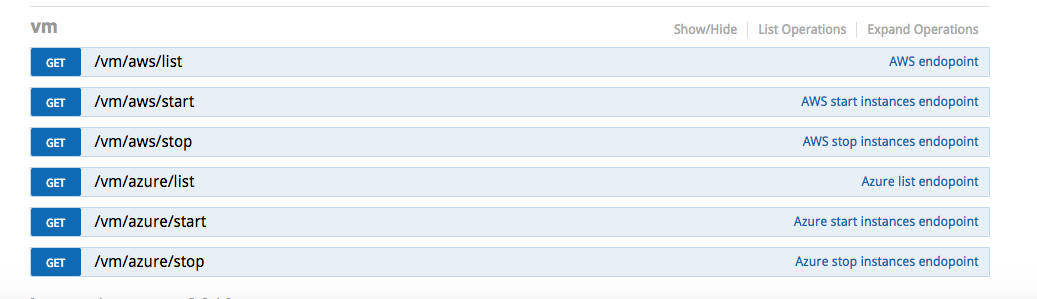 vm Show/Hide List Operations Expand Operations
GET /vm/aws/list AWS endopoint
GET /vm/aws/start AWS start instances endopoint
GET /vm/aws/stop AWS stop instances endopoint
GET /vm/azure/list Azure list endopoint
GET /vm/azure/start Azure start instances endopoint
GET /vm/azure/stop Azure stop instances endopoint